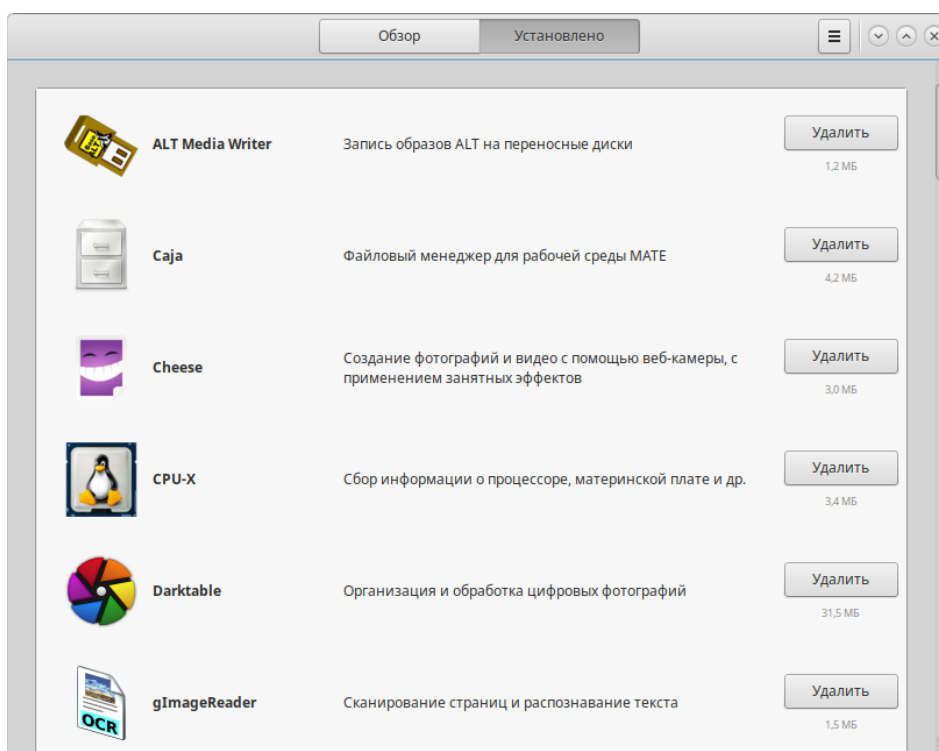 Обзор Установлено
ALT Media Writer Запись образов ALT на переносные диски Удалить
1,2 МБ
Caja Файловый менеджер для рабочей среды MATE Удалить
4,2 МБ
Cheese Создание фотографий и видео с помощью веб-камеры, с
применением занятных эффектов Удалить
3,0 МБ
CPU-X Сбор информации о процессоре, материнской плате и др. Удалить
3,4 МБ
Darktable Организация и обработка цифровых фотографий Удалить
31,5 МБ
OCR
gImageReader Сканирование страниц и распознавание текста Удалить
1,5 МБ